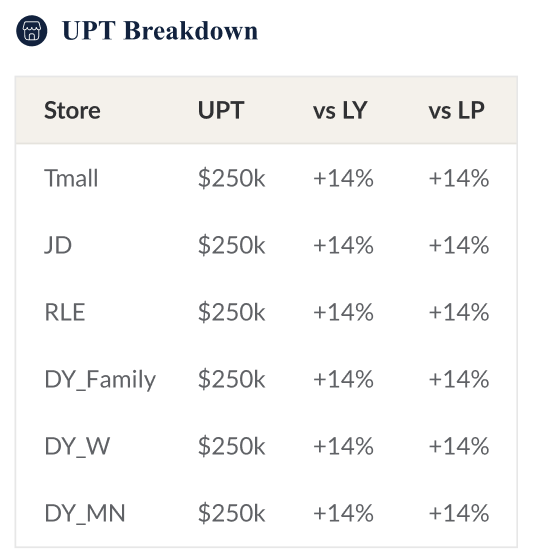 UPT Breakdown
Store UPT vs LY vs LP
Tmall $250k +14% +14%
JD $250k +14% +14%
RLE $250k +14% +14%
DY_Family $250k +14% +14%
DY_W $250k +14% +14%
DY_MN $250k +14% +14%